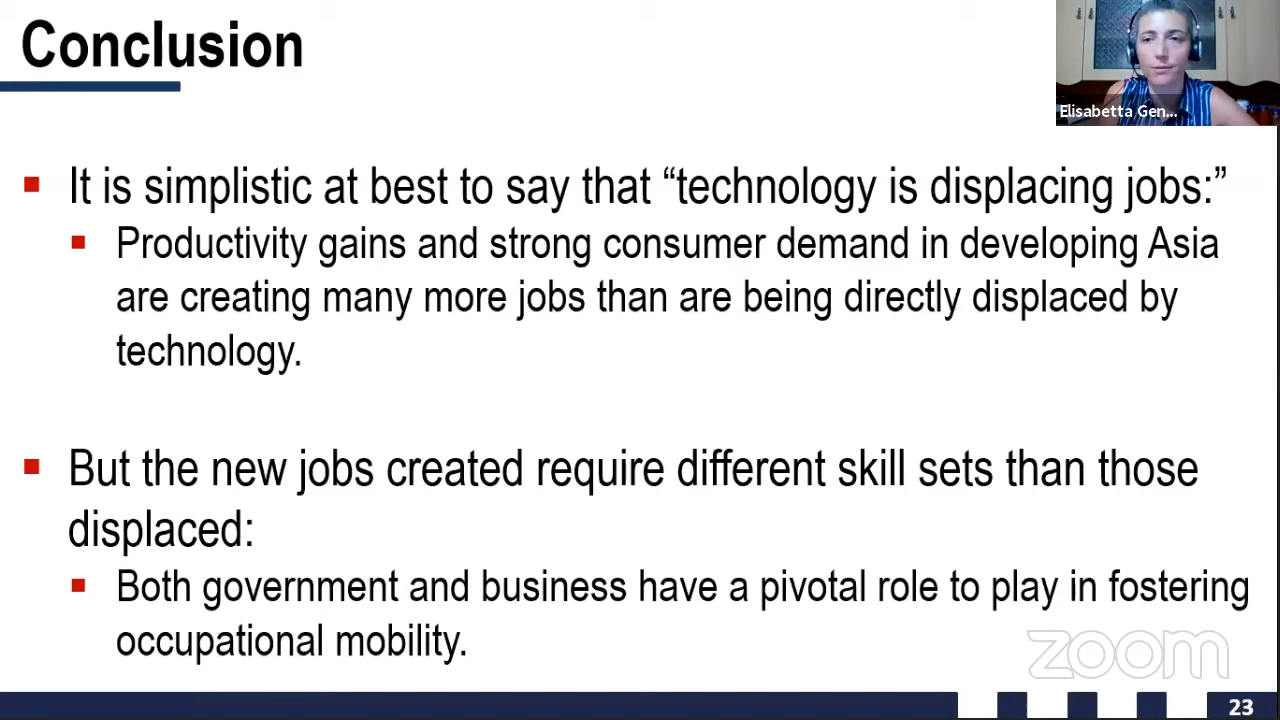 Conclusion
Elisabetta Gen...
It is simplistic at best to say that “technology is displacing jobs:”
Productivity gains and strong consumer demand in developing Asia
are creating many more jobs than are being directly displaced by
technology.
But the new jobs created require different skill sets than those
displaced:
Both government and business have a pivotal role to play in fostering
occupational mobility.
zoom
23